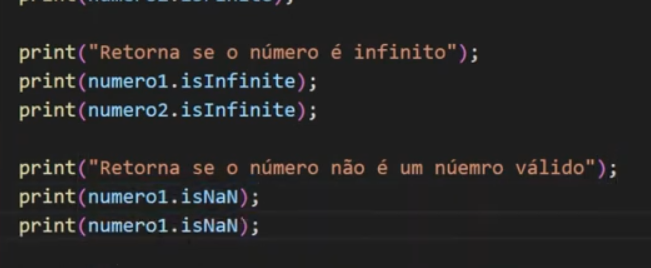 print("Retorna se o número é infinito");
print(numero1.isInfinite);
print(numero2.isInfinite);
print("Retorna se o número não é um núemro válido");
print(numero1.isNaN);
print(numero1.isNaN);